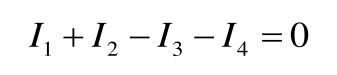 I₁ + I₂ − I₃ − I₄ = 0